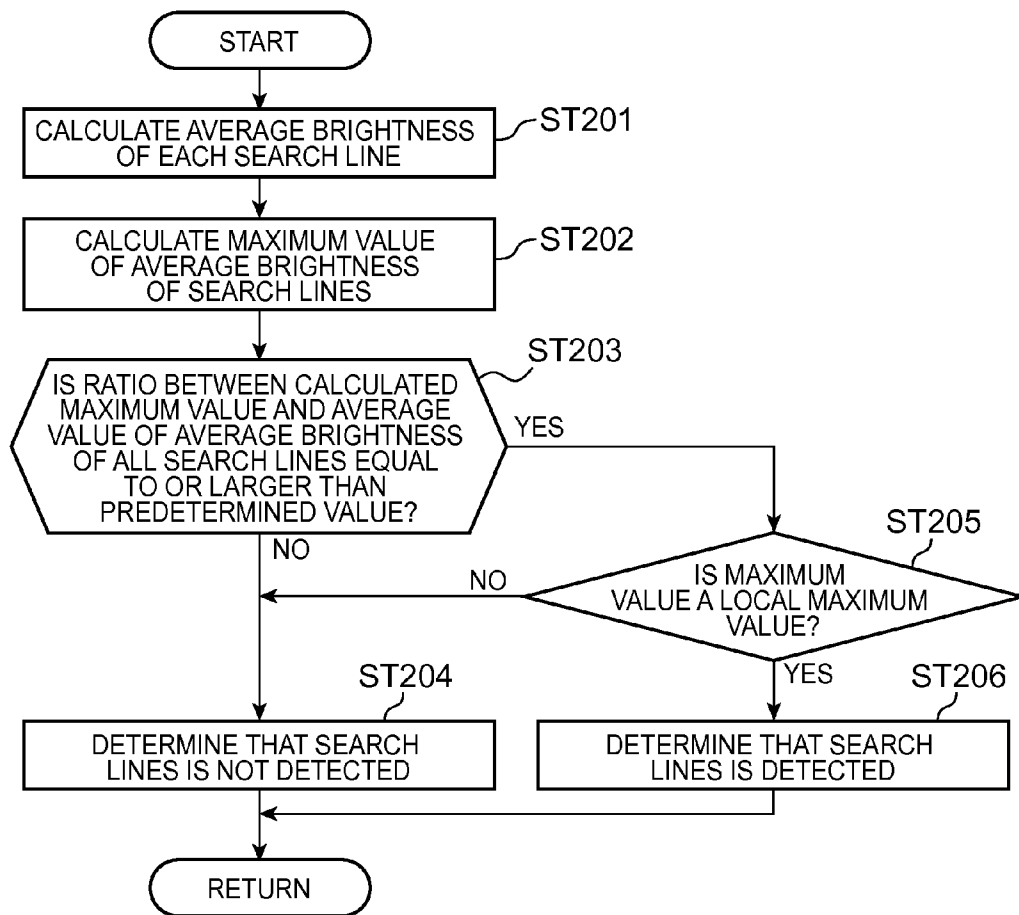 START
CALCULATE AVERAGE BRIGHTNESS
OF EACH SEARCH LINE
ST201
CALCULATE MAXIMUM VALUE
OF AVERAGE BRIGHTNESS
OF SEARCH LINES
ST202
IS RATIO BETWEEN CALCULATED
MAXIMUM VALUE AND AVERAGE
VALUE OF AVERAGE BRIGHTNESS
OF ALL SEARCH LINES EQUAL
TO OR LARGER THAN
PREDETERMINED VALUE?
ST203
YES
NO
IS MAXIMUM
VALUE A LOCAL MAXIMUM
VALUE?
ST205
NO
YES
DETERMINE THAT SEARCH
LINES IS NOT DETECTED
ST204
DETERMINE THAT SEARCH
LINES IS DETECTED
ST206
RETURN